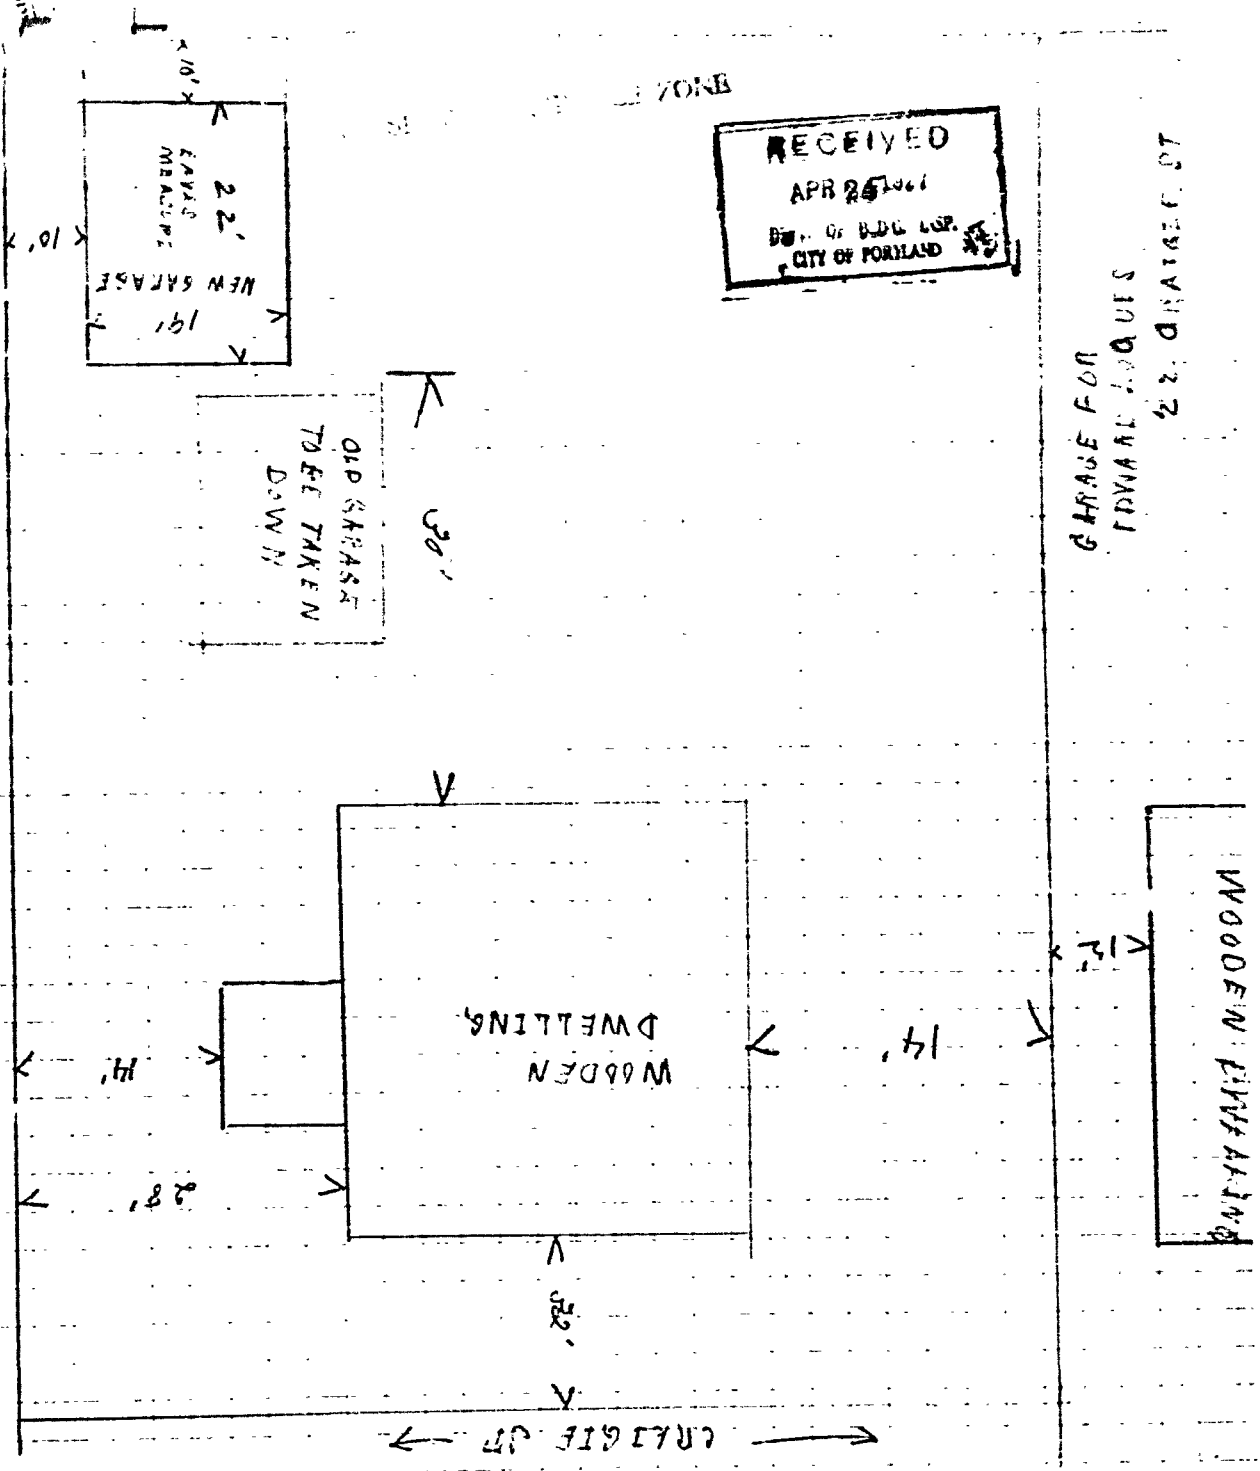 ZONE
RECEIVED
APR
CITY OF PORTLAND
GARAGE FOR
22.
10'
22'
EAVES
MEASURE
10'
NEW GARAGE
19'
OLD GARAGE
TO BE TAKEN
DOWN
30'
WOODEN
DWELLING
14'
14'
12'
WOODEN DWELLING
28'
32'
CRAIGIE ST